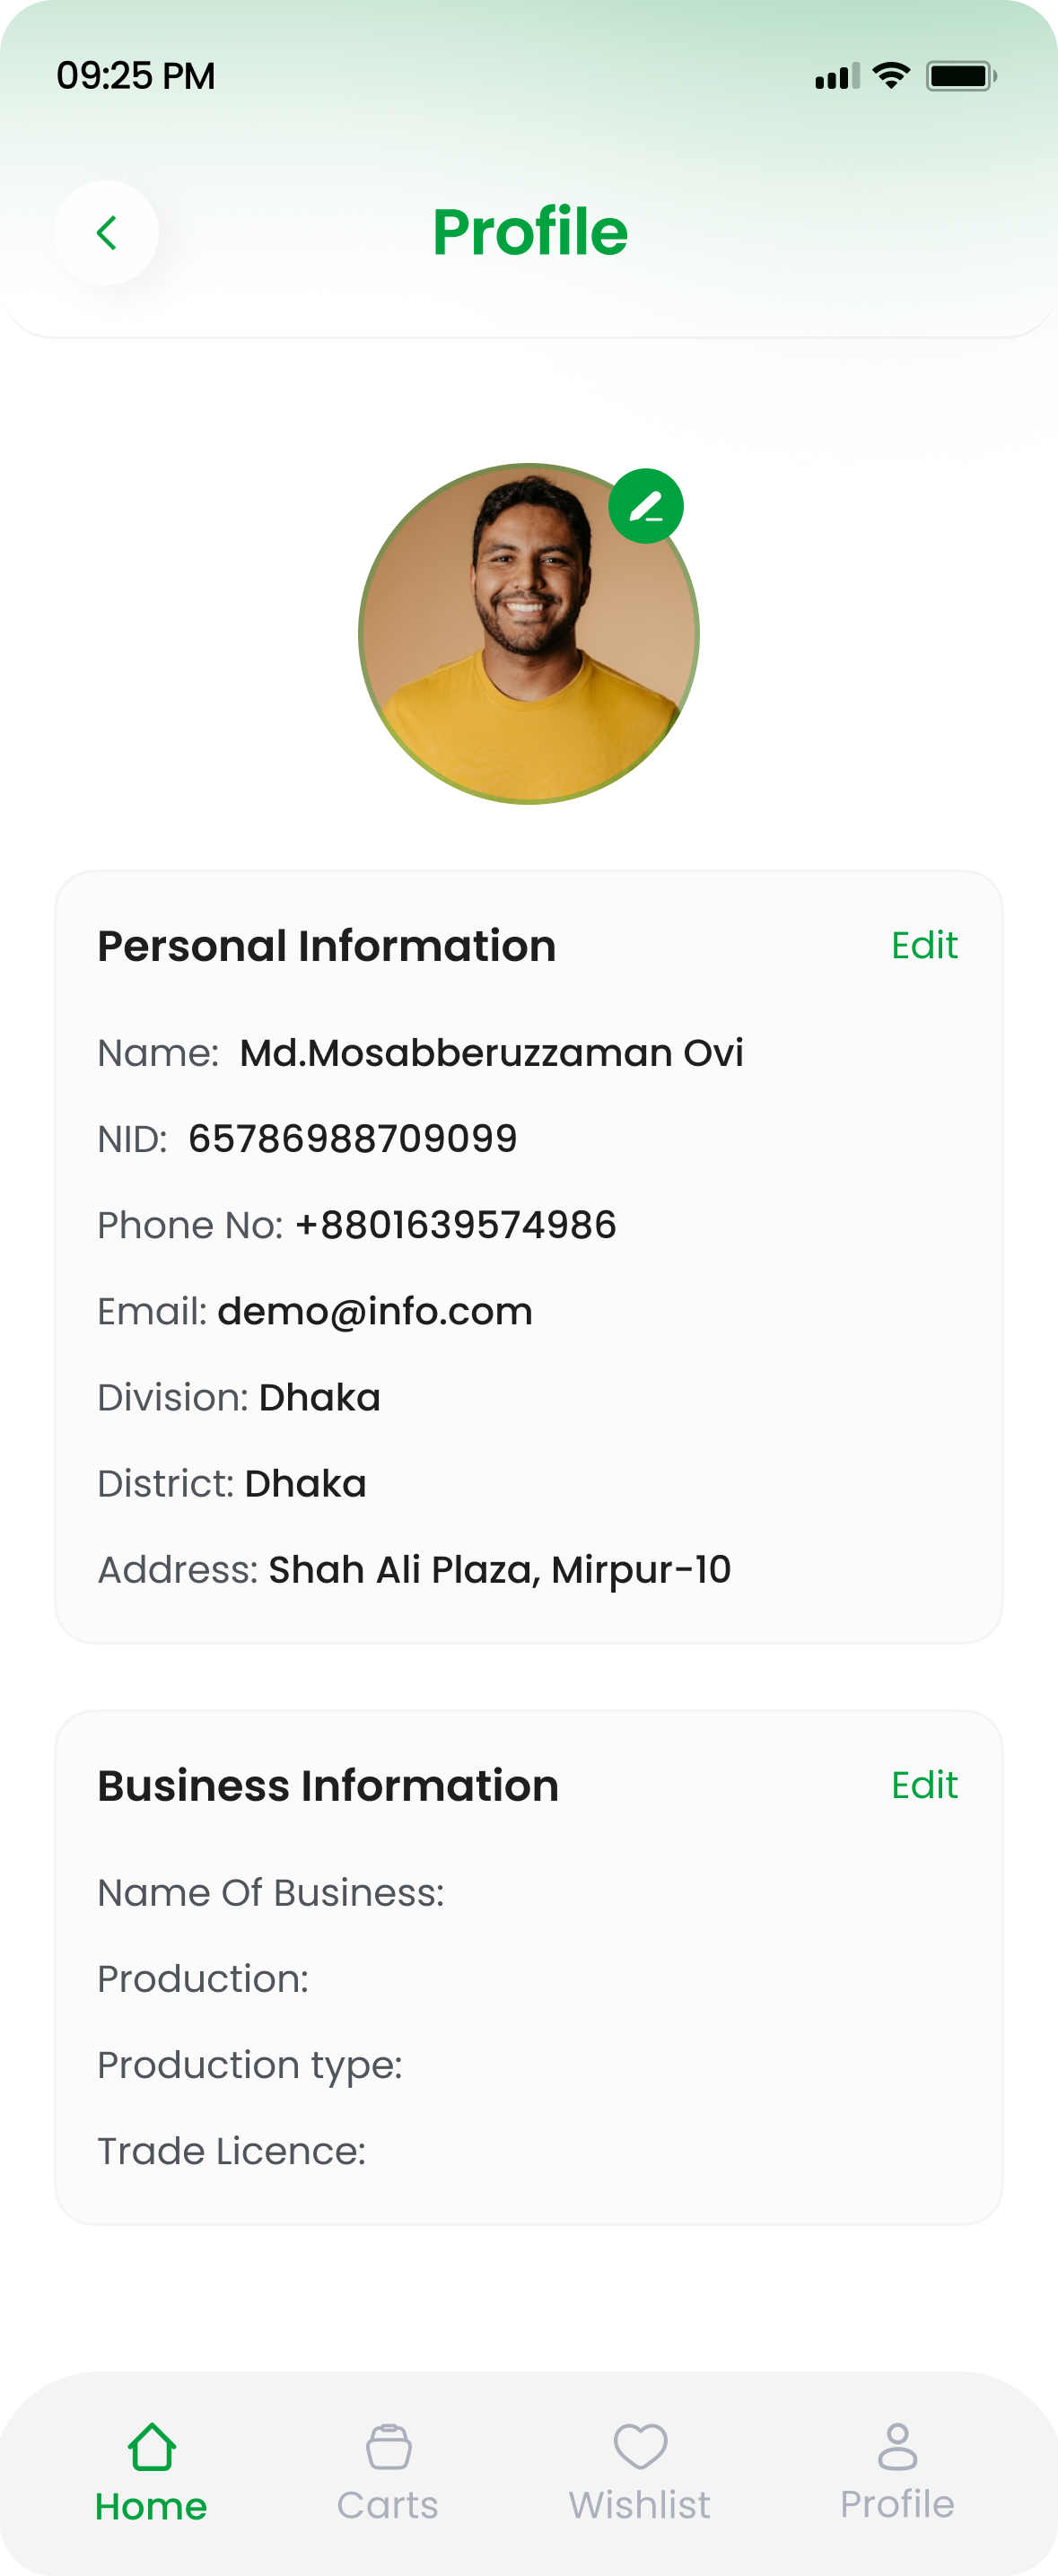 09:25 PM
Profile
Personal Information Edit
Name: Md.Mosabberuzzaman Ovi
NID: 65786988709099
Phone No: +8801639574986
Email: demo@info.com
Division: Dhaka
District: Dhaka
Address: Shah Ali Plaza, Mirpur-10
Business Information Edit
Name Of Business:
Production:
Production type:
Trade Licence:
Home Carts Wishlist Profile